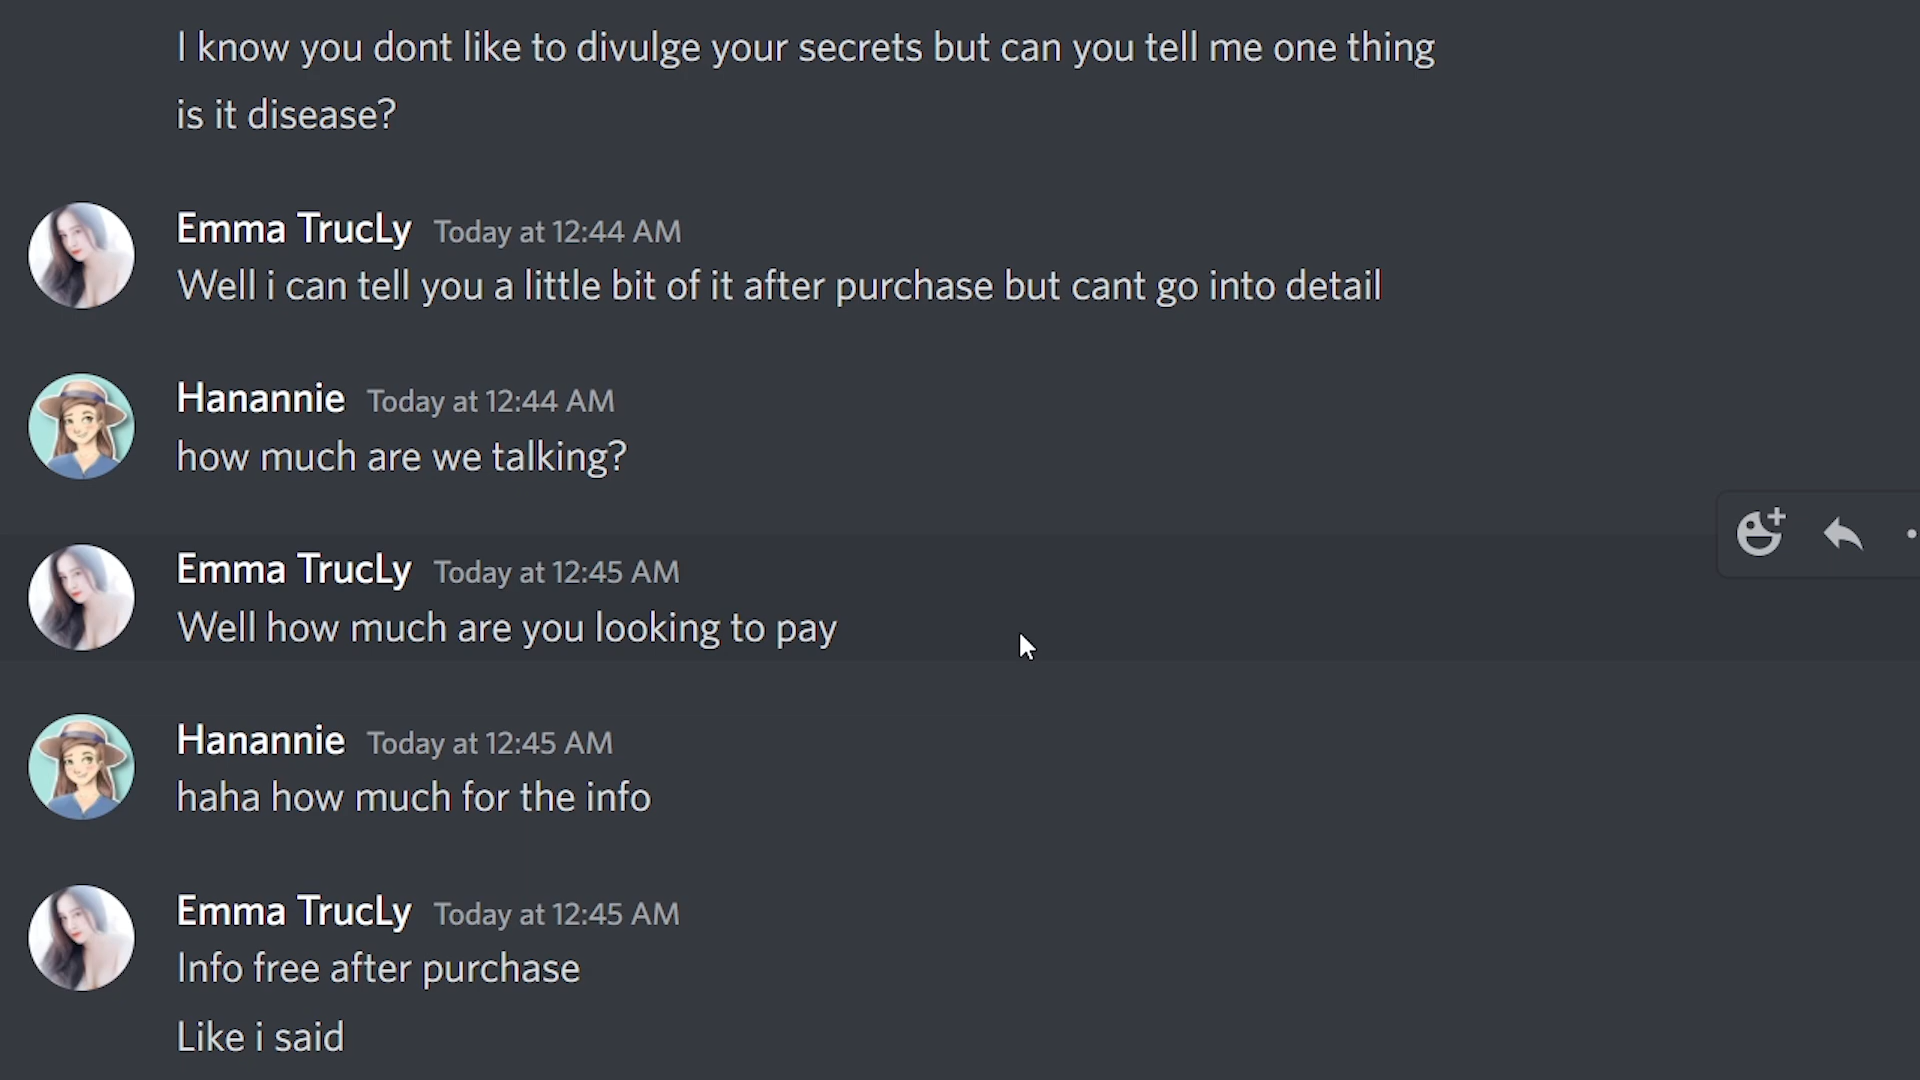 I know you dont like to divulge your secrets but can you tell me one thing
is it disease?
Emma TrucLy Today at 12:44 AM
Well i can tell you a little bit of it after purchase but cant go into detail
Hanannie Today at 12:44 AM
how much are we talking?
Emma TrucLy Today at 12:45 AM
Well how much are you looking to pay
Hanannie Today at 12:45 AM
haha how much for the info
Emma TrucLy Today at 12:45 AM
Info free after purchase
Like i said